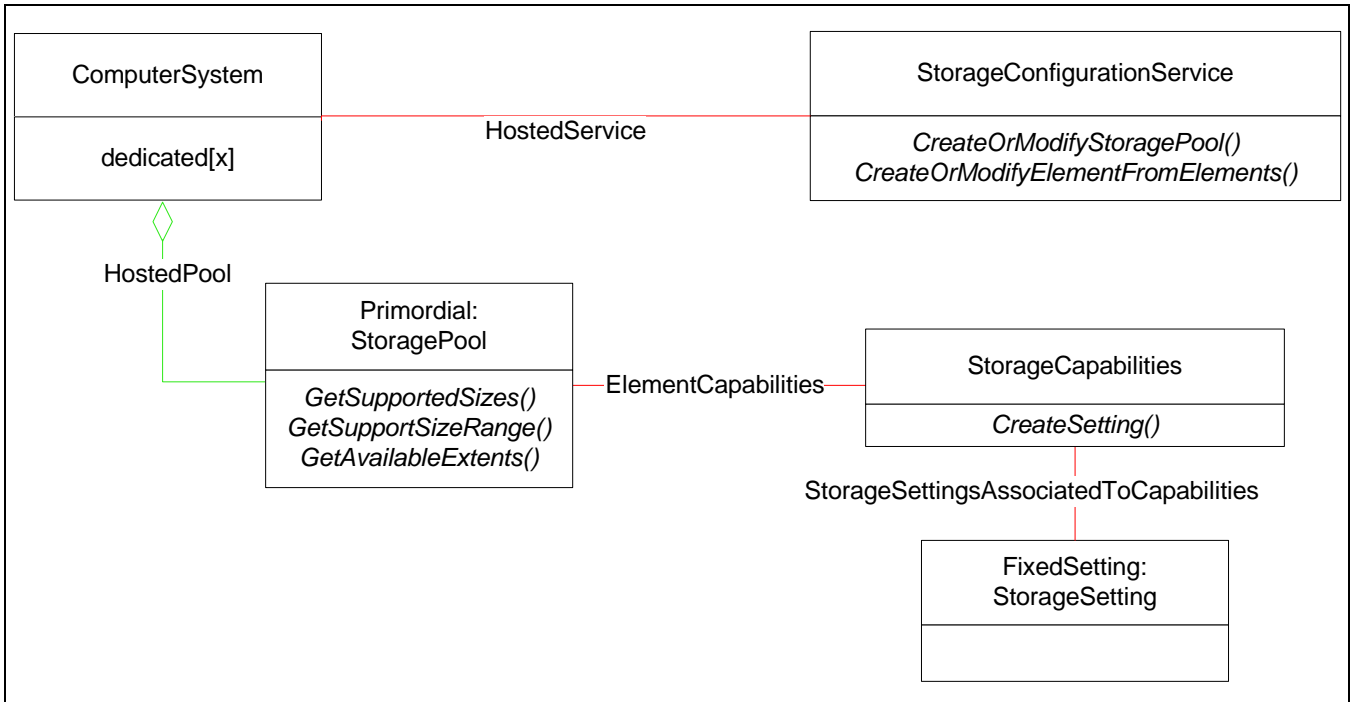 ComputerSystem
dedicated[x]
HostedService
StorageConfigurationService
CreateOrModifyStoragePool()
CreateOrModifyElementFromElements()
HostedPool
Primordial:
StoragePool
GetSupportedSizes()
GetSupportSizeRange()
GetAvailableExtents()
ElementCapabilities
StorageCapabilities
CreateSetting()
StorageSettingsAssociatedToCapabilities
FixedSetting:
StorageSetting